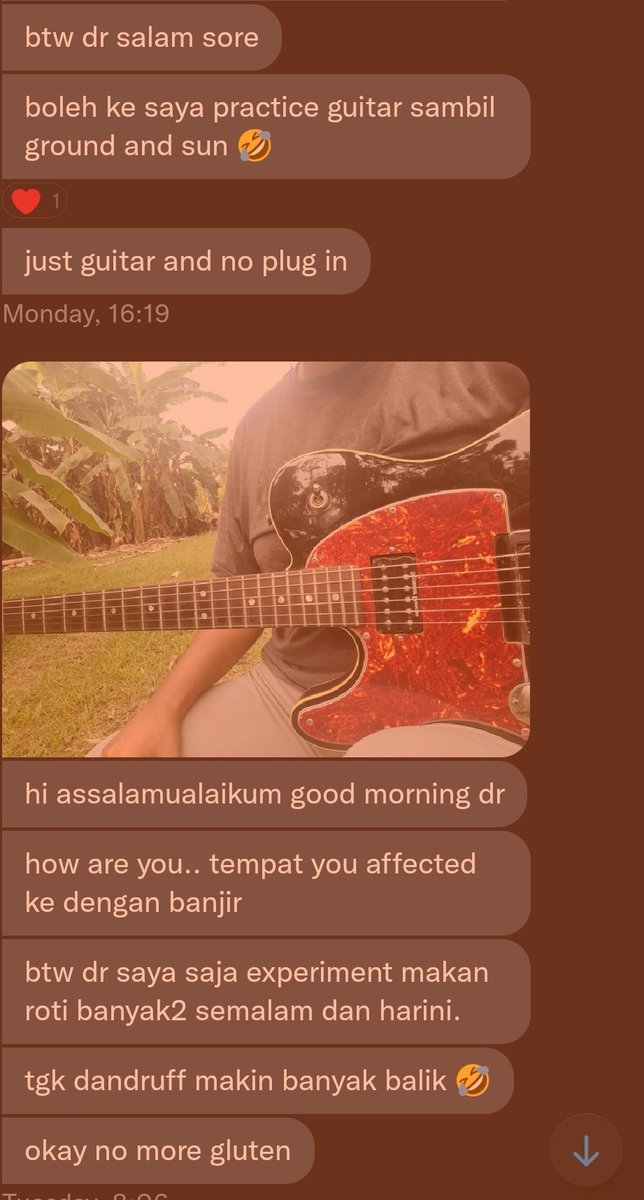 btw dr salam sore
boleh ke saya practice guitar sambil
ground and sun 🤣
❤️ 1
just guitar and no plug in
Monday, 16:19
hi assalamualaikum good morning dr
how are you.. tempat you affected
ke dengan banjir
btw dr saya saja experiment makan
roti banyak2 semalam dan harini.
tgk dandruff makin banyak balik 🤣
okay no more gluten